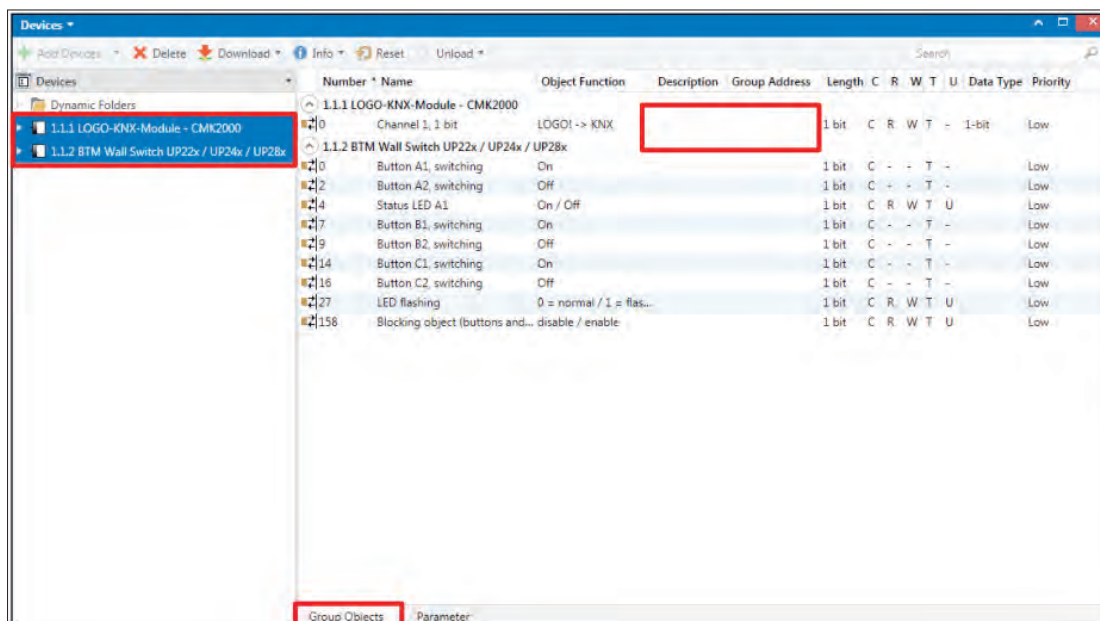 Devices
Add Devices Delete Download Info Reset Unload Search
Devices Number Name Object Function Description Group Address Length C R W T U Data Type Priority
Dynamic Folders 1.1.1 LOGO-KNX-Module - CMK2000
1.1.1 LOGO-KNX-Module - CMK2000 0 Channel 1, 1 bit LOGO! -> KNX 1 bit C R W T - 1-bit Low
1.1.2 BTM Wall Switch UP22x / UP24x / UP28x 1.1.2 BTM Wall Switch UP22x / UP24x / UP28x
0 Button A1, switching On 1 bit C - - T - Low
2 Button A2, switching Off 1 bit C - - T - Low
4 Status LED A1 On / Off 1 bit C R W T U Low
7 Button B1, switching On 1 bit C - - T - Low
9 Button B2, switching Off 1 bit C - - T - Low
14 Button C1, switching On 1 bit C - - T - Low
16 Button C2, switching Off 1 bit C - - T - Low
27 LED flashing 0 = normal / 1 = flas... 1 bit C R W T U Low
158 Blocking object (buttons and... disable / enable 1 bit C R W T U Low
Group Objects Parameter